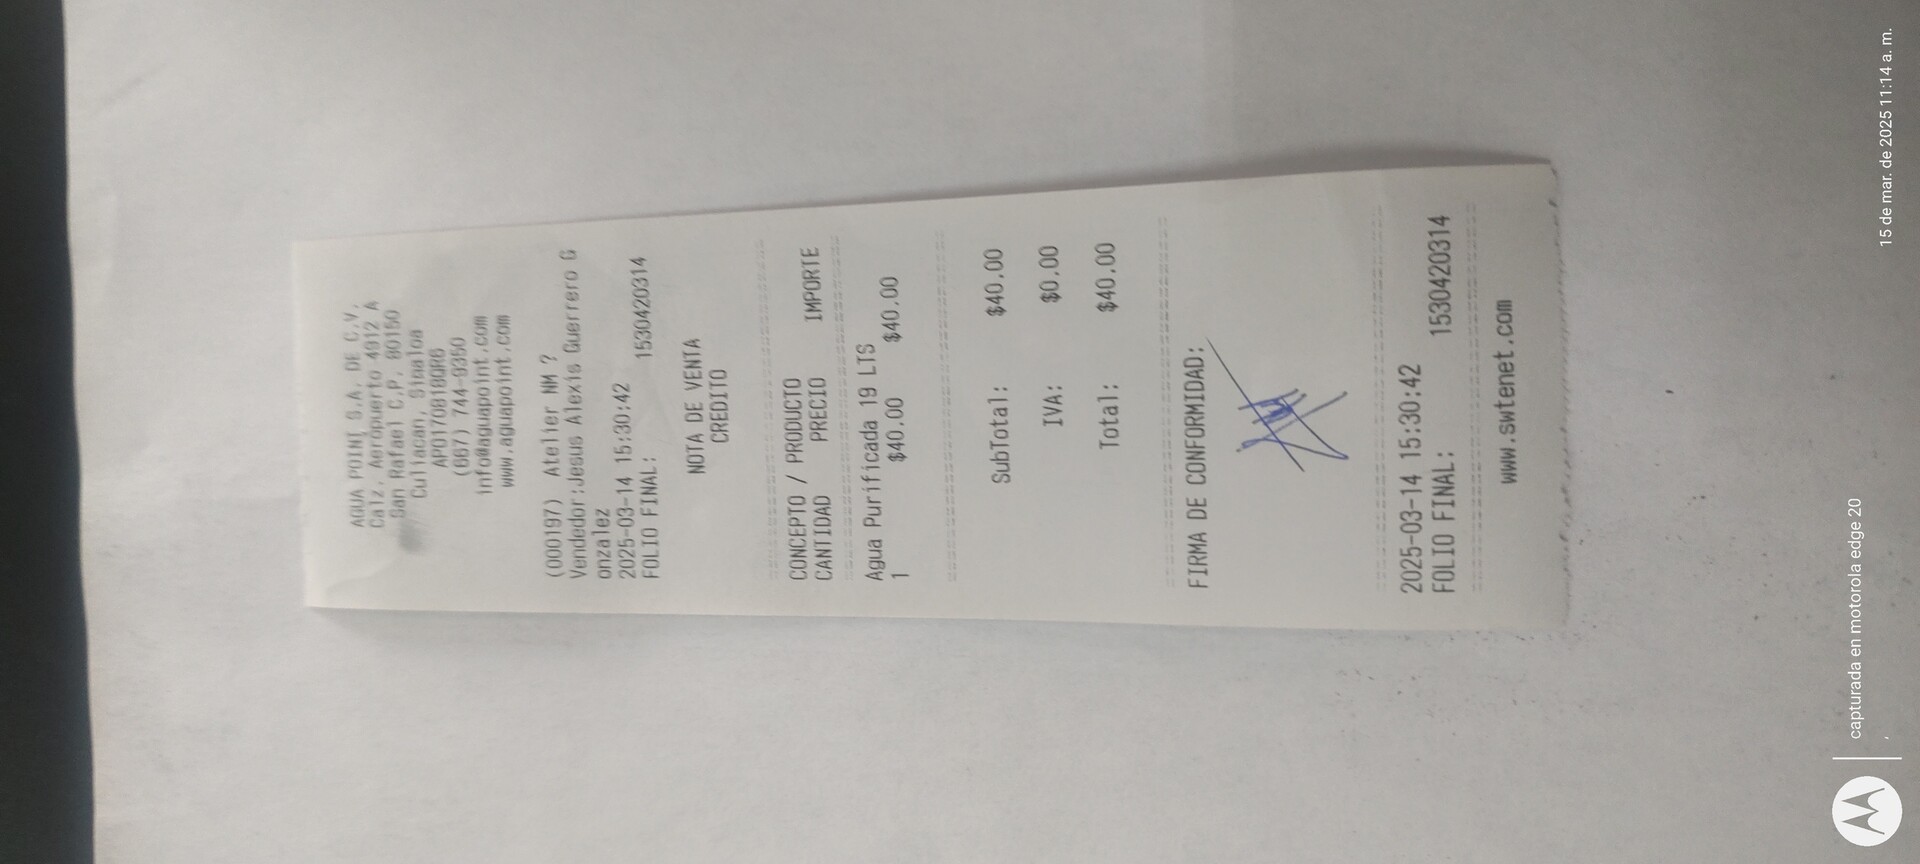 AGUA POINT S.A. DE C.V.
Calz. Aeropuerto 4912 A
San Rafael C.P. 80150
Culiacan, Sinaloa
APO170818QR6
(667) 744-9350
info@aguapoint.com
www.aguapoint.com
(000197) Atelier NM ?
Vendedor:Jesus Alexis Guerrero G
onzalez
2025-03-14 15:30:42
FOLIO FINAL: 1530420314
NOTA DE VENTA
CREDITO
CONCEPTO / PRODUCTO
CANTIDAD PRECIO IMPORTE
Agua Purificada 19 LTS
1 $40.00 $40.00
SubTotal: $40.00
IVA: $0.00
Total: $40.00
FIRMA DE CONFORMIDAD:
2025-03-14 15:30:42
FOLIO FINAL: 1530420314
www.swtenet.com
capturada en motorola edge 20
15 de mar. de 2025 11:14 a. m.